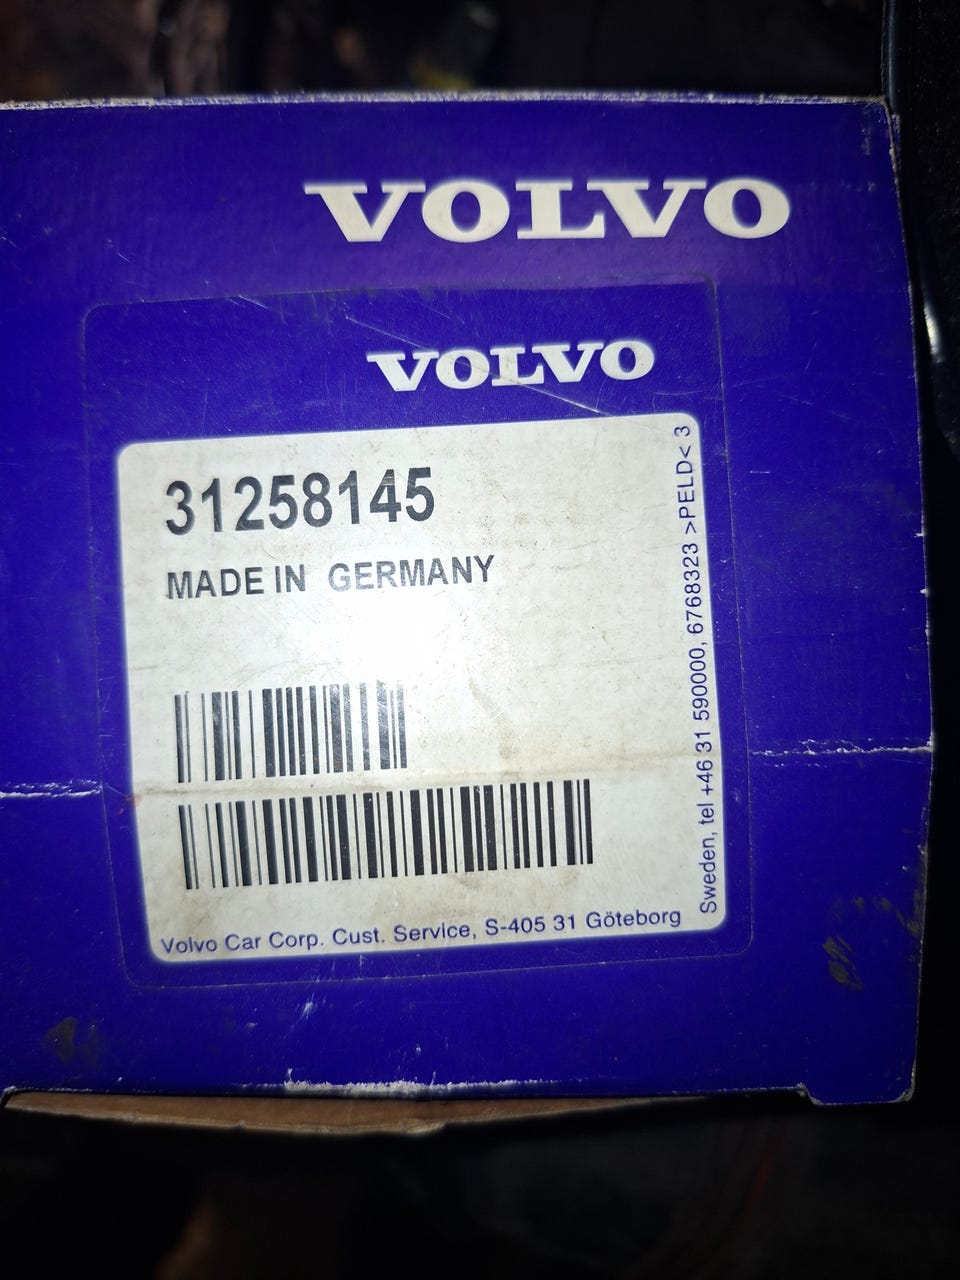 VOLVO
VOLVO
31258145
MADE IN GERMANY
Volvo Car Corp. Cust. Service, S-405 31 Göteborg
Sweden, tel +46 31 590000, 6768323 >PELD< 3